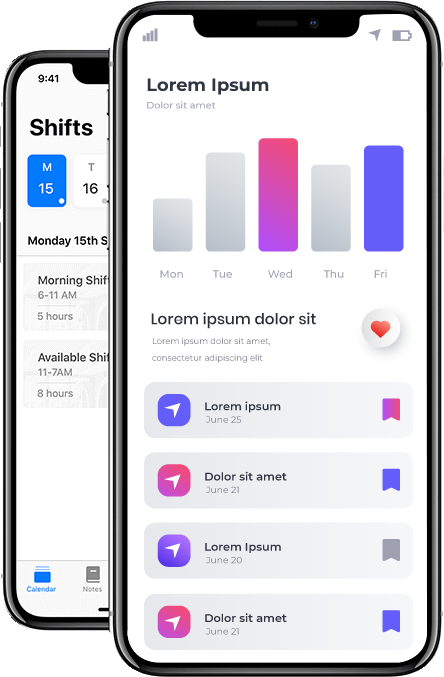 9:41
Shifts
M
15
T
16
Monday 15th S
Morning Shif
6-11 AM
5 hours
Available Shif
11-7AM
8 hours
Calendar
Notes
Lorem Ipsum
Dolor sit amet
Mon Tue Wed Thu Fri
Lorem ipsum dolor sit
Lorem ipsum dolor sit amet,
consectetur adipiscing elit
Lorem ipsum
June 25
Dolor sit amet
June 21
Lorem Ipsum
June 20
Dolor sit amet
June 21